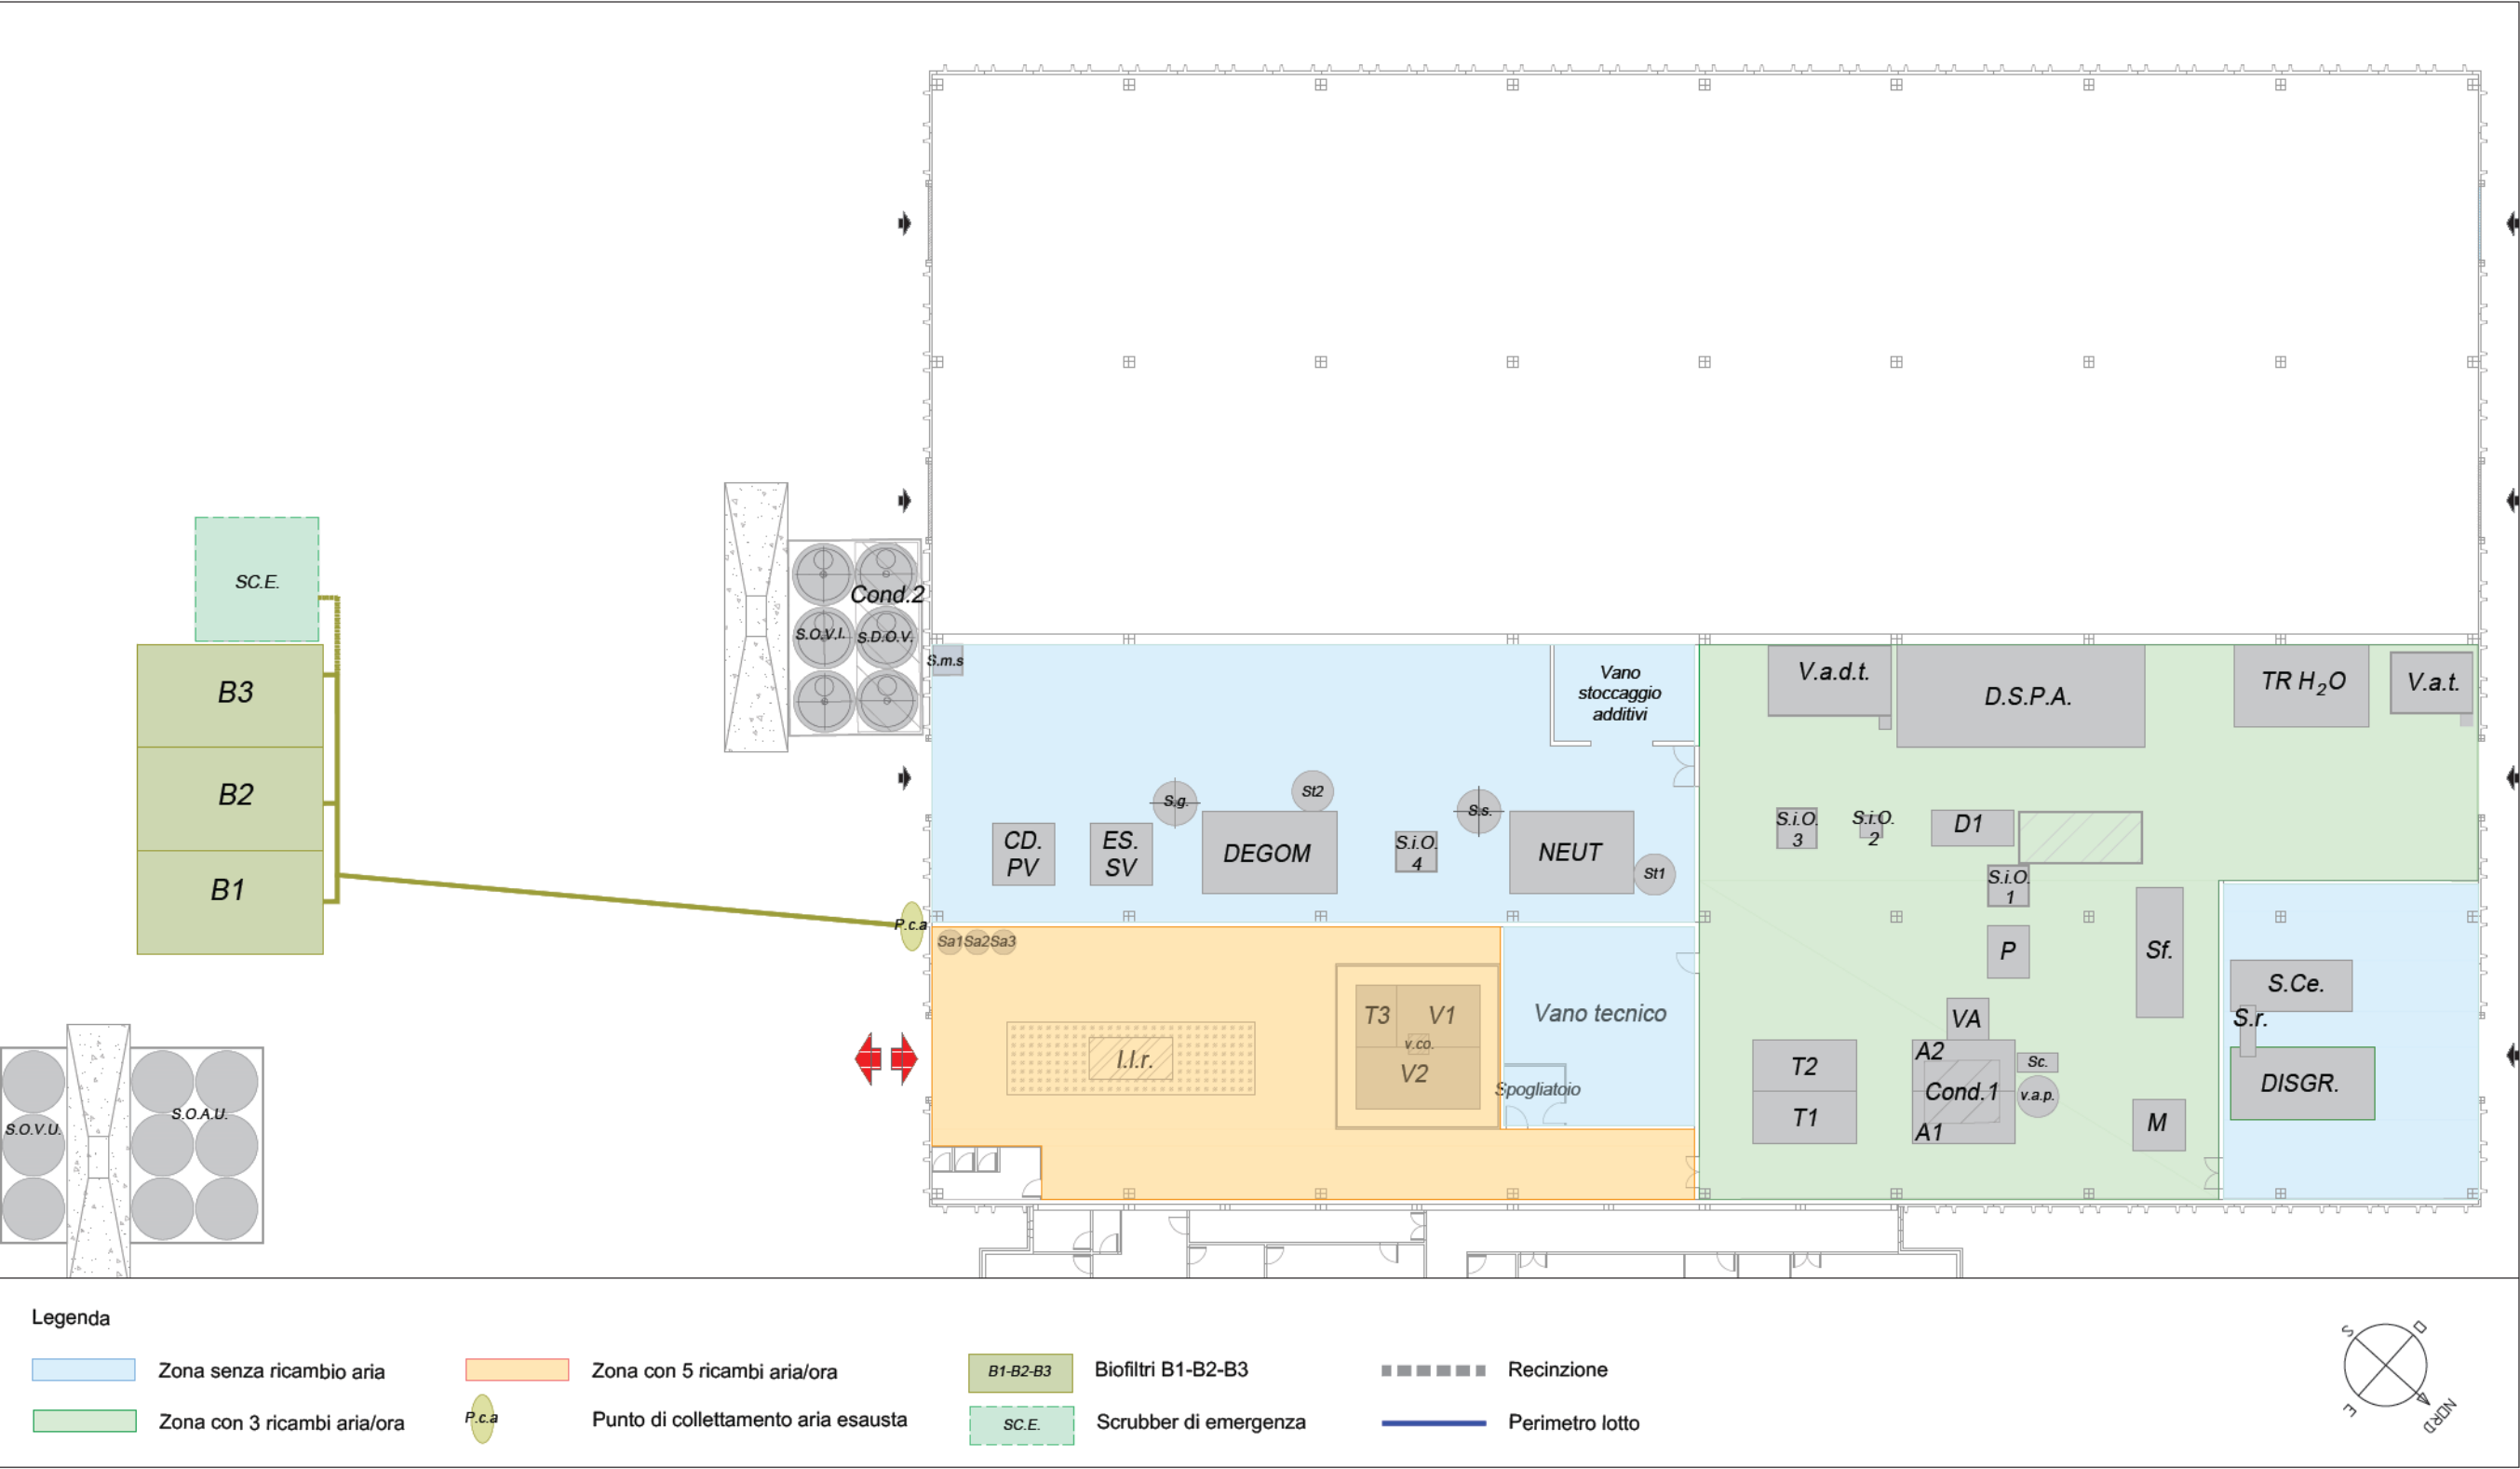 Cond.2
S.O.V.I.
S.D.O.V.
SC.E.
B3
B2
B1
P.c.a
S.O.V.U.
S.O.A.U.
S.m.s
Vano
stoccaggio
additivi
V.a.d.t.
D.S.P.A.
TR H₂O
V.a.t.
S.g.
St2
S.s.
CD.
PV
ES.
SV
DEGOM
S.i.O.
4
NEUT
St1
S.i.O.
3
S.i.O.
2
D1
S.i.O.
1
P
Sf.
Sa1
Sa2
Sa3
T3
V1
v.co.
V2
I.I.r.
Vano tecnico
Spogliatoio
VA
T2
T1
A2
Cond.1
A1
Sc.
v.a.p.
M
S.Ce.
S.r.
DISGR.
Legenda
Zona senza ricambio aria
Zona con 3 ricambi aria/ora
Zona con 5 ricambi aria/ora
P.c.a
Punto di collettamento aria esausta
B1-B2-B3
Biofiltri B1-B2-B3
SC.E.
Scrubber di emergenza
Recinzione
Perimetro lotto
S
O
E
NORD